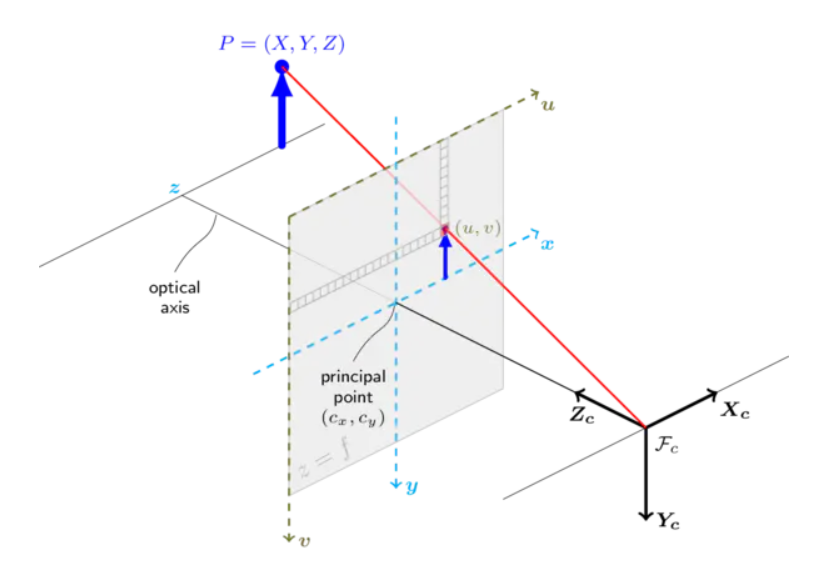 P = (X, Y, Z)
u
z
(u, v)
x
optical
axis
principal
point
(c_x, c_y)
Z_c
X_c
F_c
z = f
y
Y_c
v